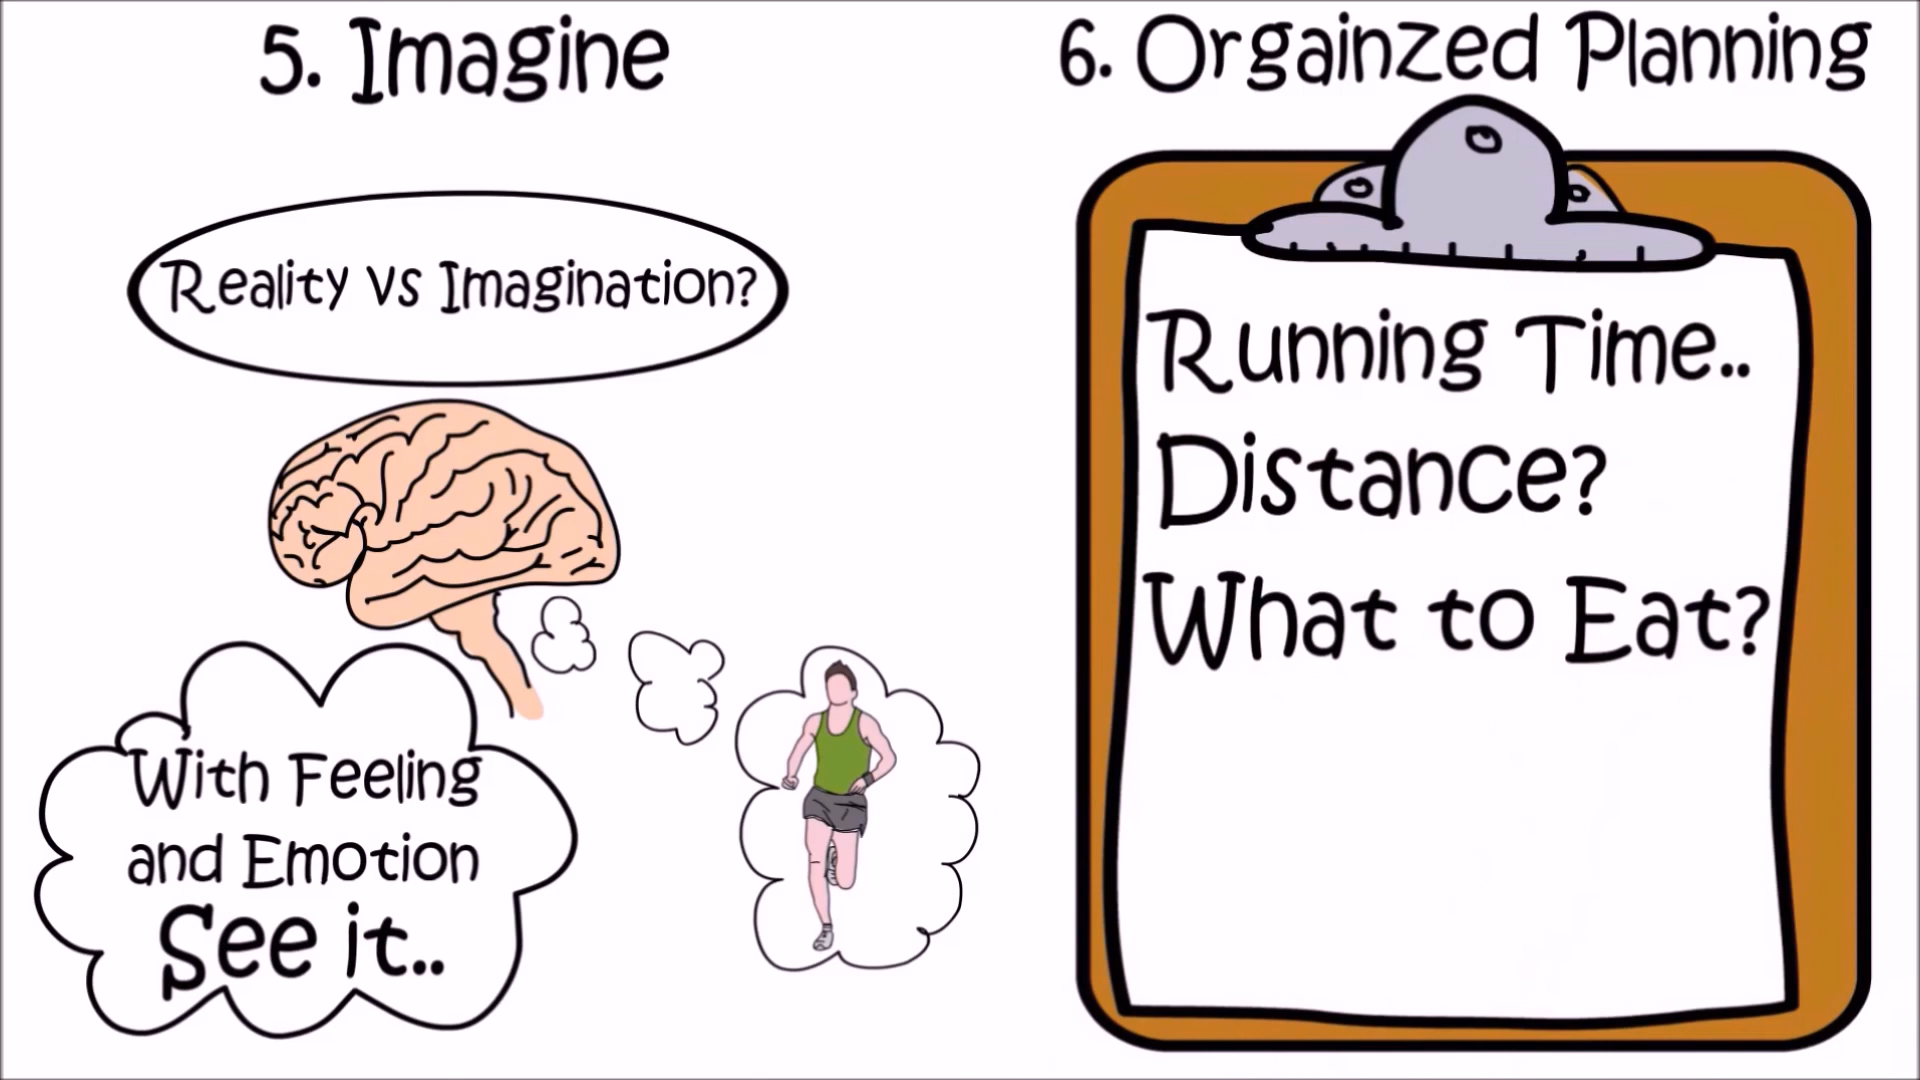 5. Imagine
Reality vs Imagination?
With Feeling
and Emotion
See it..
6. Orgainzed Planning
Running Time..
Distance?
What to Eat?